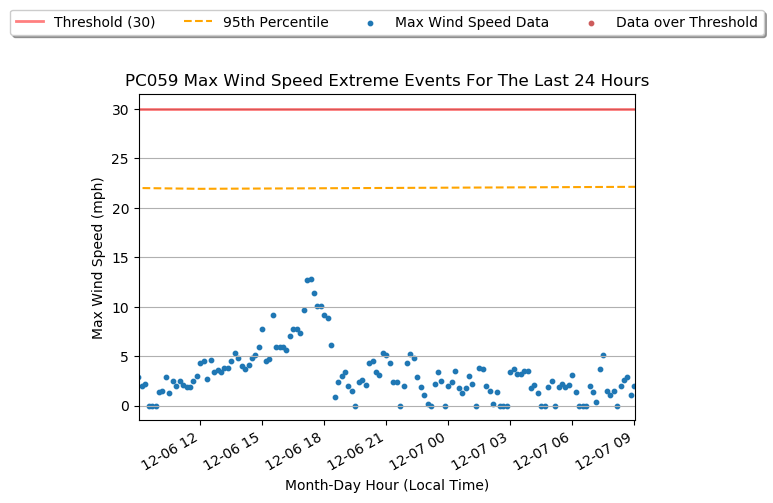 Threshold (30) 95th Percentile Max Wind Speed Data Data over Threshold
PC059 Max Wind Speed Extreme Events For The Last 24 Hours
Max Wind Speed (mph)
30
25
20
15
10
5
0
12-06 12 12-06 15 12-06 18 12-06 21 12-07 00 12-07 03 12-07 06 12-07 09
Month-Day Hour (Local Time)